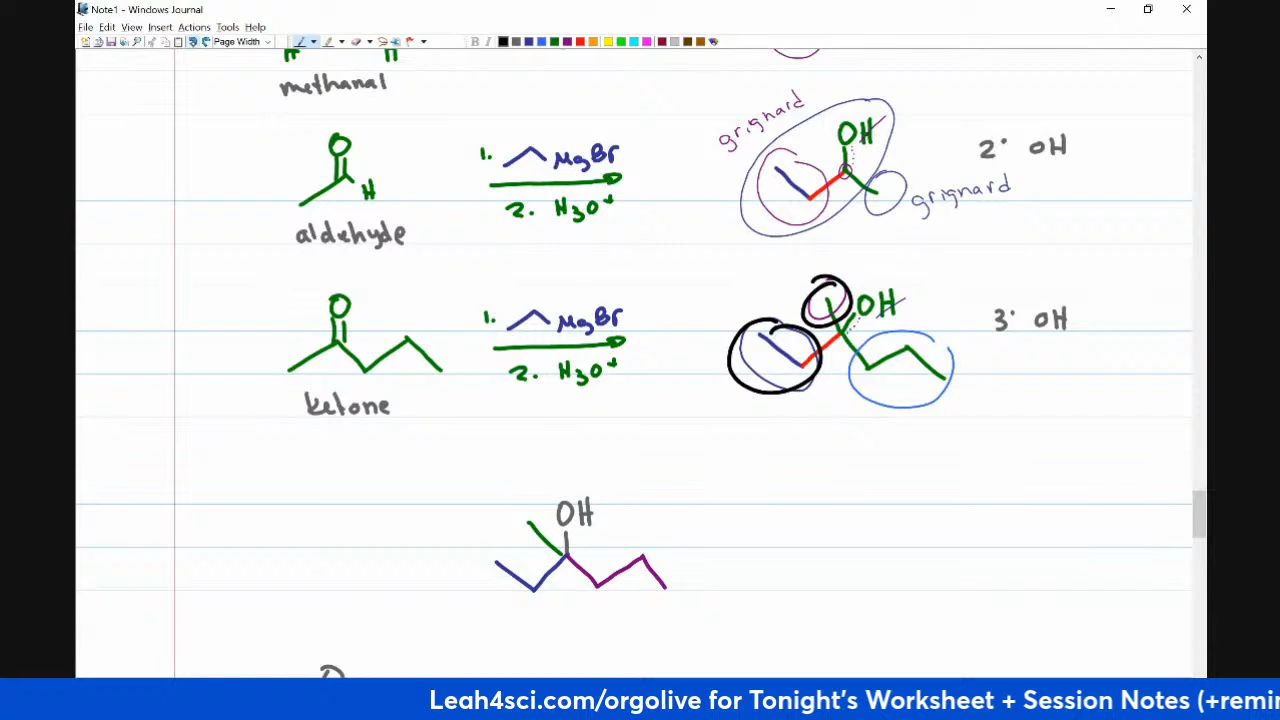 Note1 - Windows Journal
File Edit View Insert Actions Tools Help
Page Width B I
H H
methanal
grignard
O OH
1. MgBr 2° OH
H
2. H3O+ grignard
aldehyde
O OH
1. MgBr 3° OH
2. H3O+
ketone
OH
Leah4sci.com/orgolive for Tonight's Worksheet + Session Notes (+remin